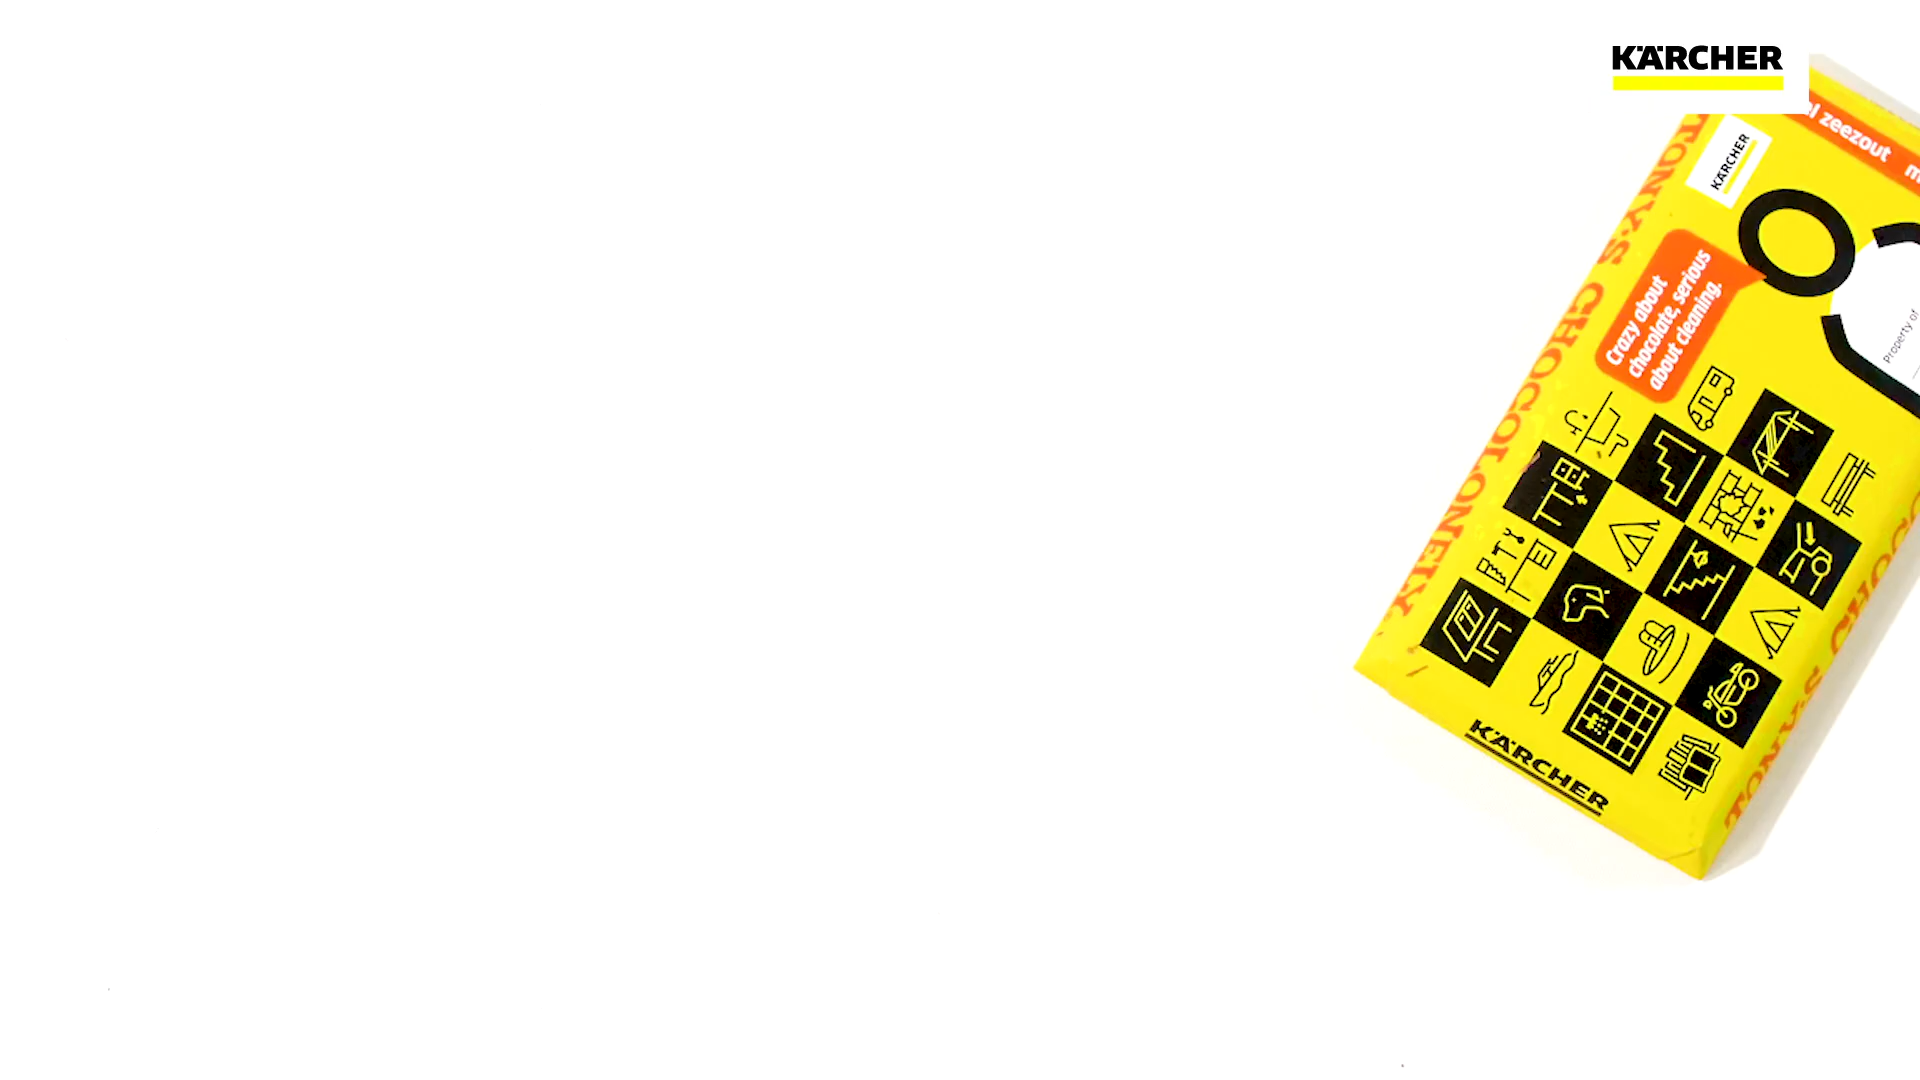 KÄRCHER
zeezout
KÄRCHER
TONY'S CHOCOLONELY
Crazy about
chocolate, serious
about cleaning.
Property of
KÄRCHER